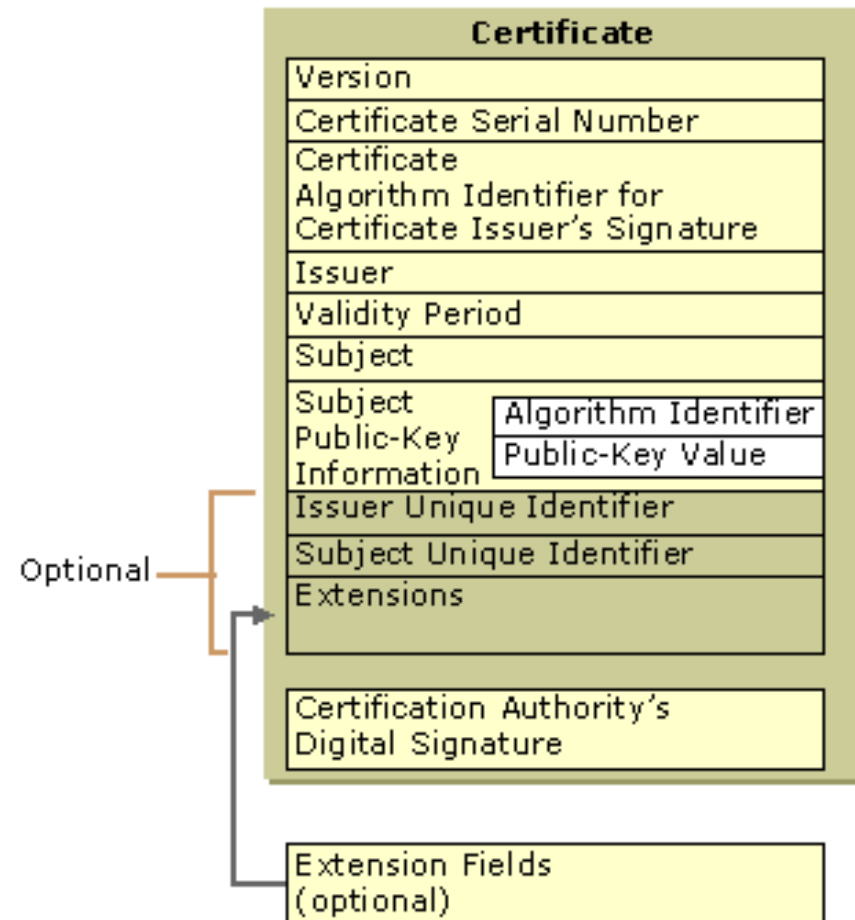 Certificate
Version
Certificate Serial Number
Certificate
Algorithm Identifier for
Certificate Issuer's Signature
Issuer
Validity Period
Subject
Subject
Public-Key
Information
Algorithm Identifier
Public-Key Value
Optional
Issuer Unique Identifier
Subject Unique Identifier
Extensions
Certification Authority's
Digital Signature
Extension Fields
(optional)